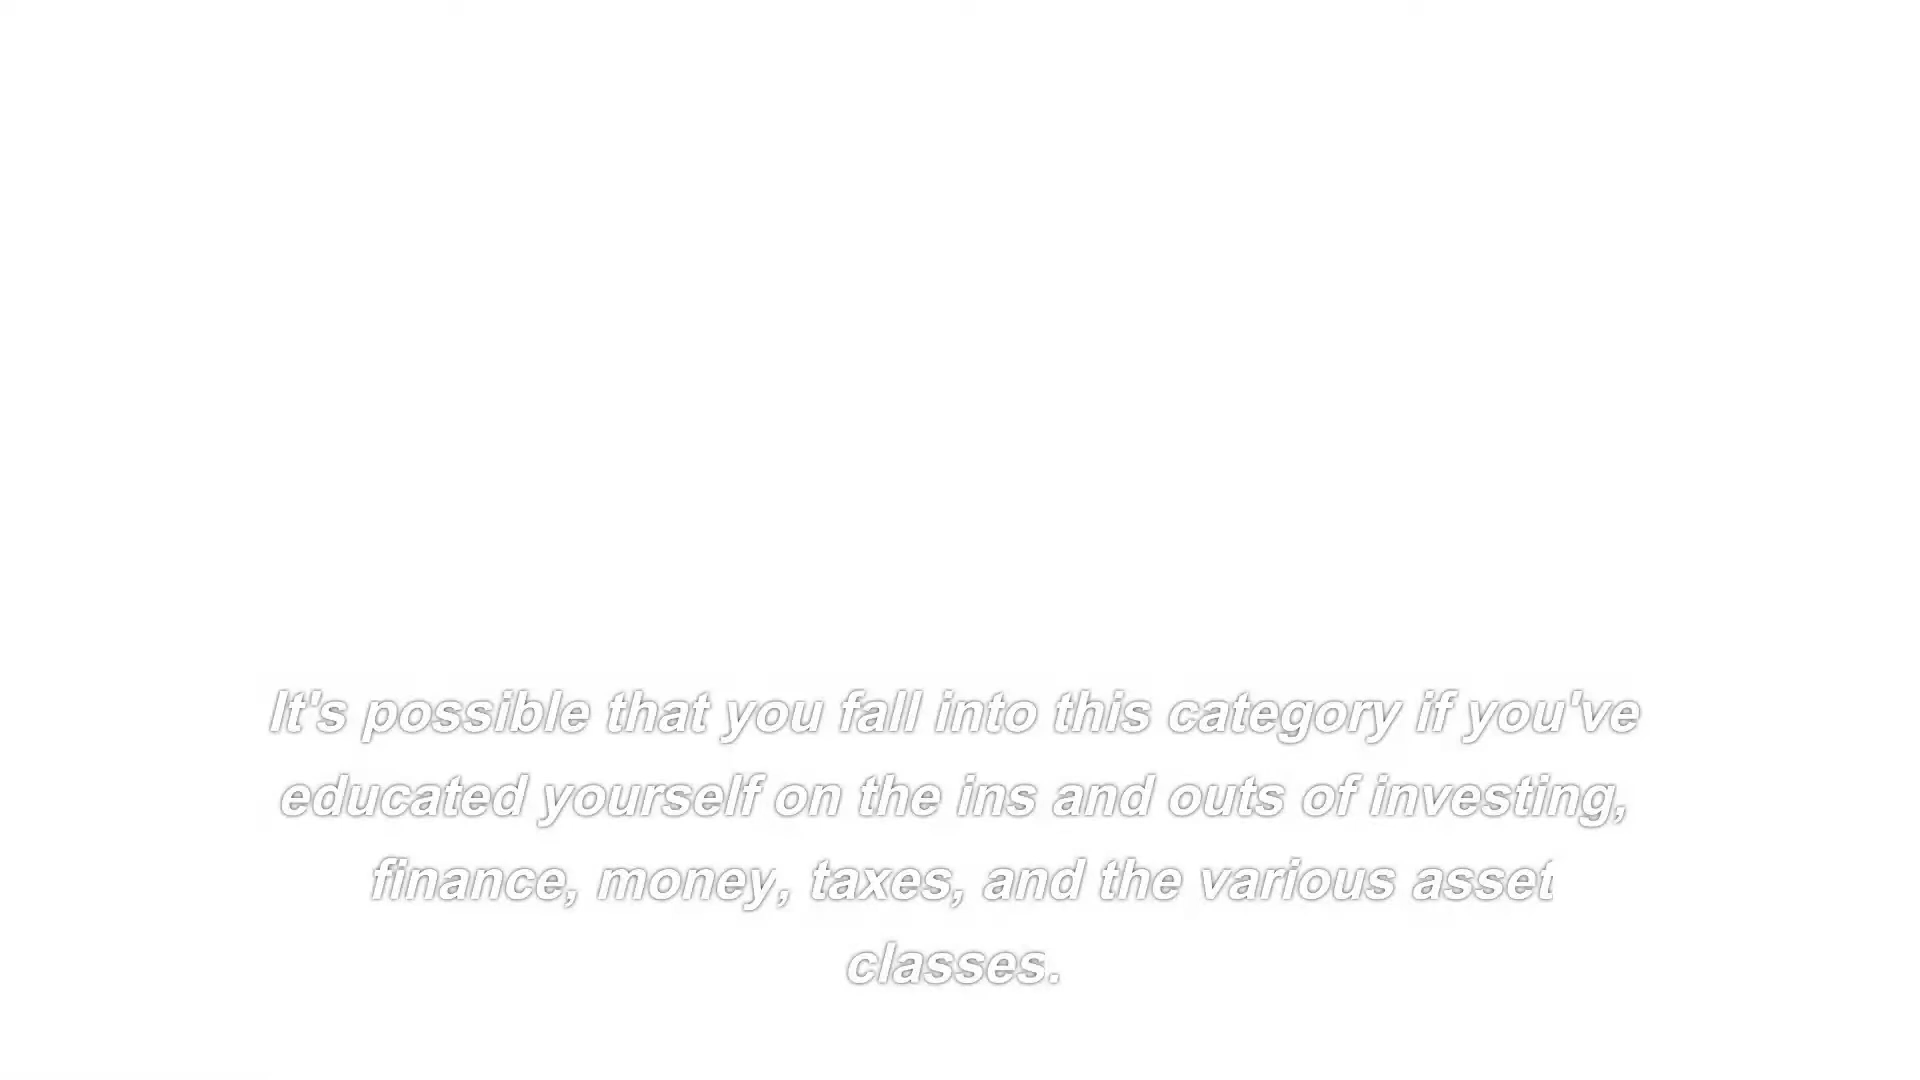 It's possible that you fall into this category if you've
educated yourself on the ins and outs of investing,
finance, money, taxes, and the various asset
classes.